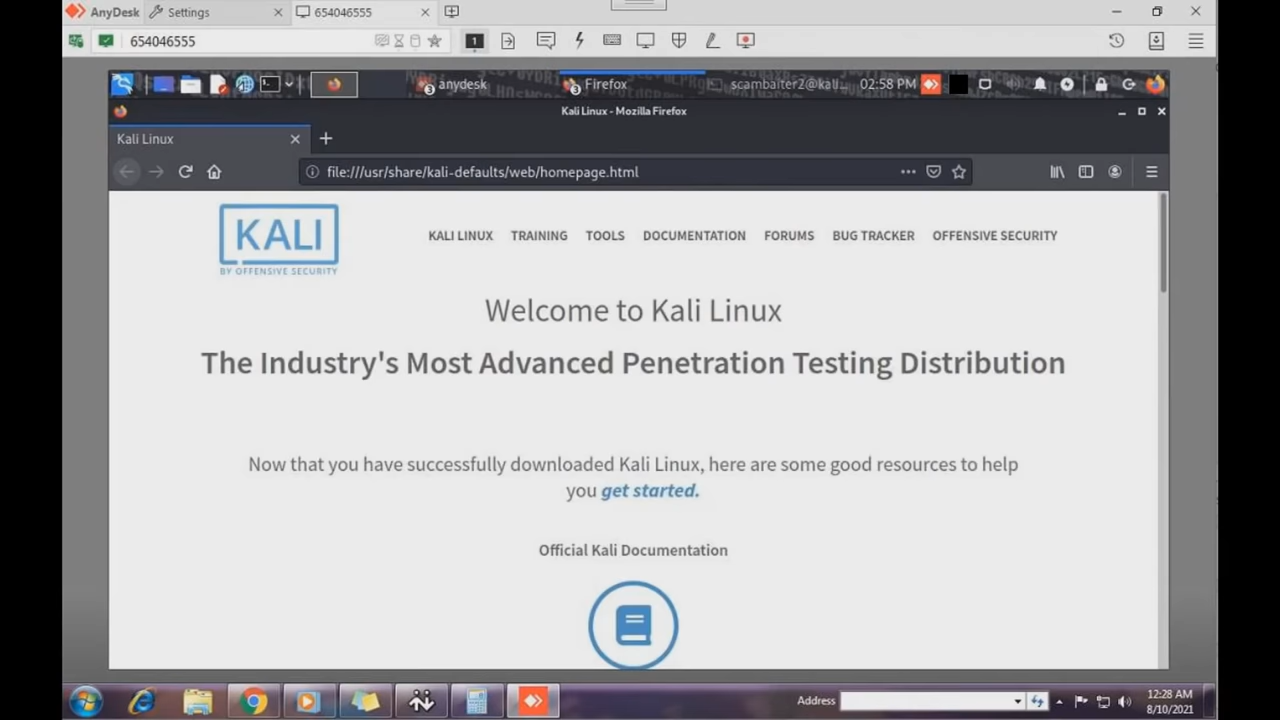 AnyDesk Settings 654046555
654046555
1
anydesk Firefox scambaiter2@kali... 02:58 PM
3 3
Kali Linux - Mozilla Firefox
Kali Linux
file:///usr/share/kali-defaults/web/homepage.html
KALI
BY OFFENSIVE SECURITY
KALI LINUX TRAINING TOOLS DOCUMENTATION FORUMS BUG TRACKER OFFENSIVE SECURITY
Welcome to Kali Linux
The Industry's Most Advanced Penetration Testing Distribution
Now that you have successfully downloaded Kali Linux, here are some good resources to help
you get started.
Official Kali Documentation
Address
12:28 AM
8/10/2021